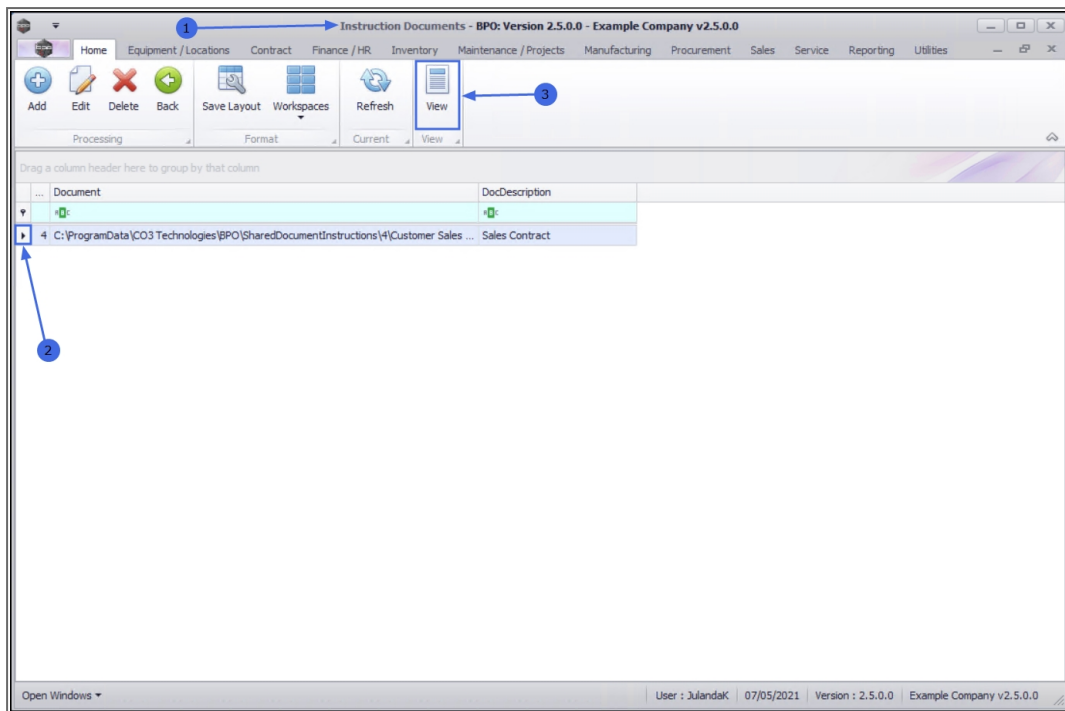 1
Instruction Documents - BPO: Version 2.5.0.0 - Example Company v2.5.0.0
Home Equipment / Locations Contract Finance / HR Inventory Maintenance / Projects Manufacturing Procurement Sales Service Reporting Utilities
3
Add Edit Delete Back Save Layout Workspaces Refresh View
Processing Format Current View
Drag a column header here to group by that column
... Document DocDescription
4 C:\ProgramData\CO3 Technologies\BPO\SharedDocumentInstructions\4\Customer Sales ... Sales Contract
2
Open Windows User : JulandaK 07/05/2021 Version : 2.5.0.0 Example Company v2.5.0.0